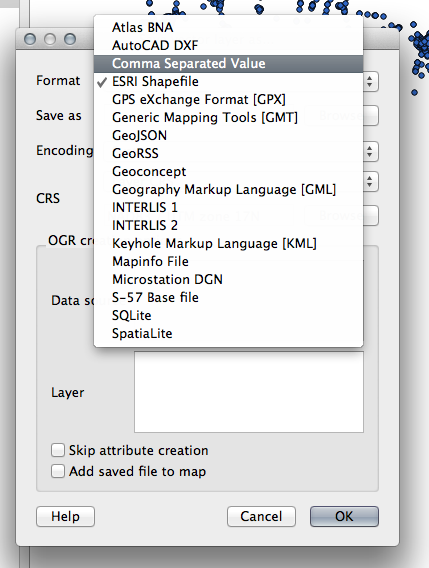 Atlas BNA
AutoCAD DXF
Comma Separated Value
Format ✓ ESRI Shapefile
GPS eXchange Format [GPX]
Save as Generic Mapping Tools [GMT]
GeoJSON
Encoding GeoRSS
Geoconcept
CRS Geography Markup Language [GML]
INTERLIS 1
INTERLIS 2
OGR cre Keyhole Markup Language [KML]
Mapinfo File
Microstation DGN
Data so S-57 Base file
SQLite
SpatiaLite
Layer
Skip attribute creation
Add saved file to map
Help Cancel OK